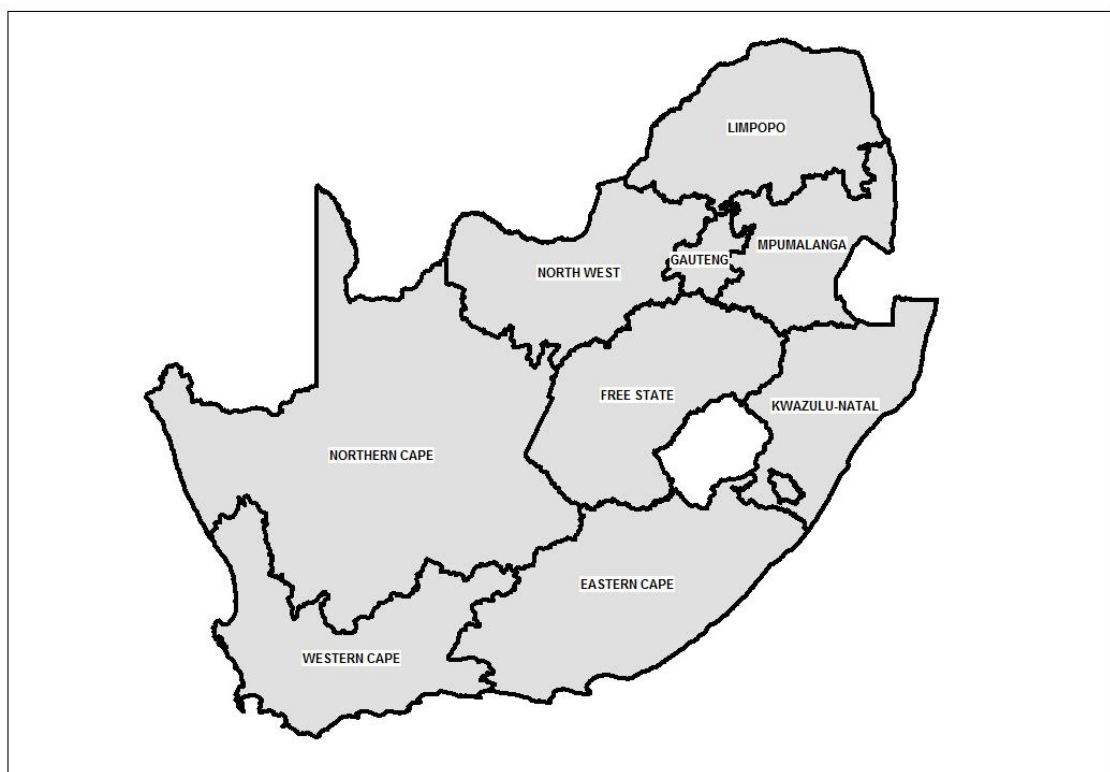 LIMPOPO
MPUMALANGA
GAUTENG
NORTH WEST
FREE STATE
KWAZULU-NATAL
NORTHERN CAPE
EASTERN CAPE
WESTERN CAPE